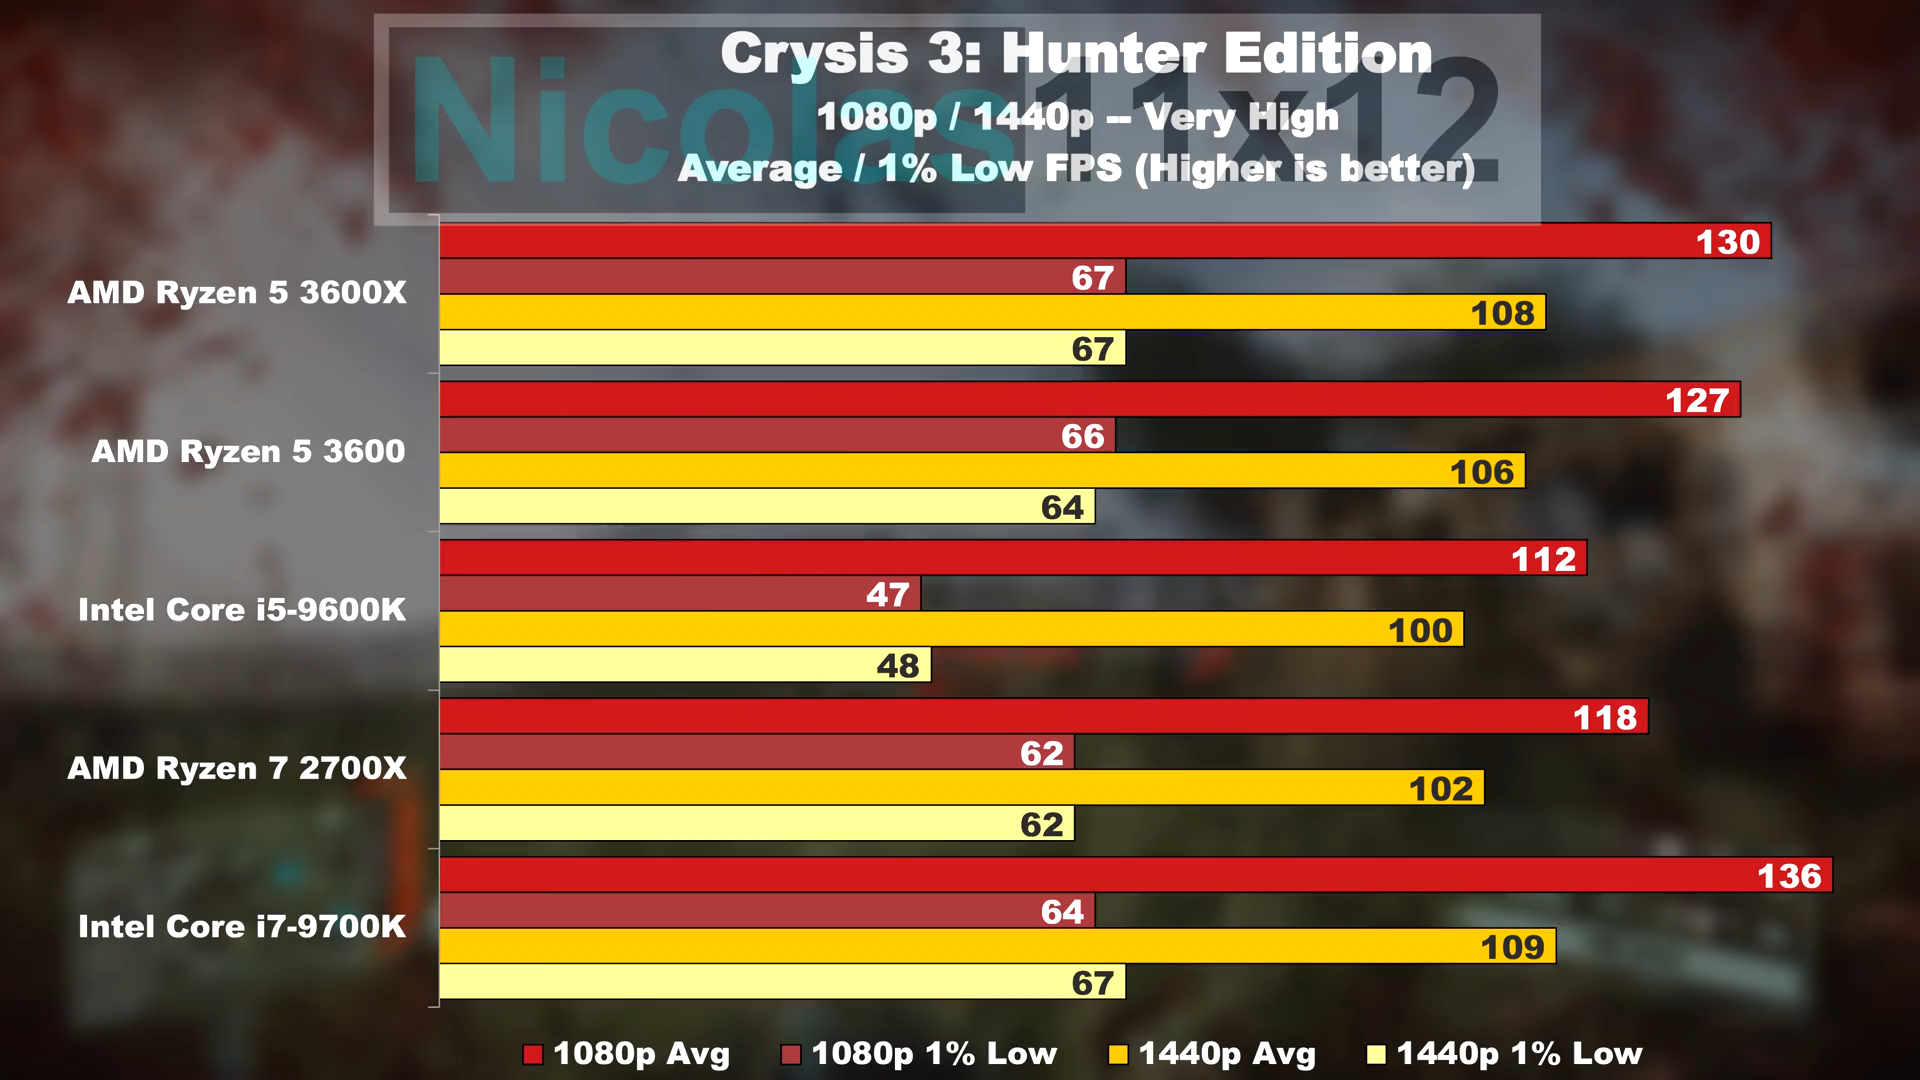 Nicolas11x12
Crysis 3: Hunter Edition
1080p / 1440p -- Very High
Average / 1% Low FPS (Higher is better)
AMD Ryzen 5 3600X
130
67
108
67
AMD Ryzen 5 3600
127
66
106
64
Intel Core i5-9600K
112
47
100
48
AMD Ryzen 7 2700X
118
62
102
62
Intel Core i7-9700K
136
64
109
67
1080p Avg 1080p 1% Low 1440p Avg 1440p 1% Low